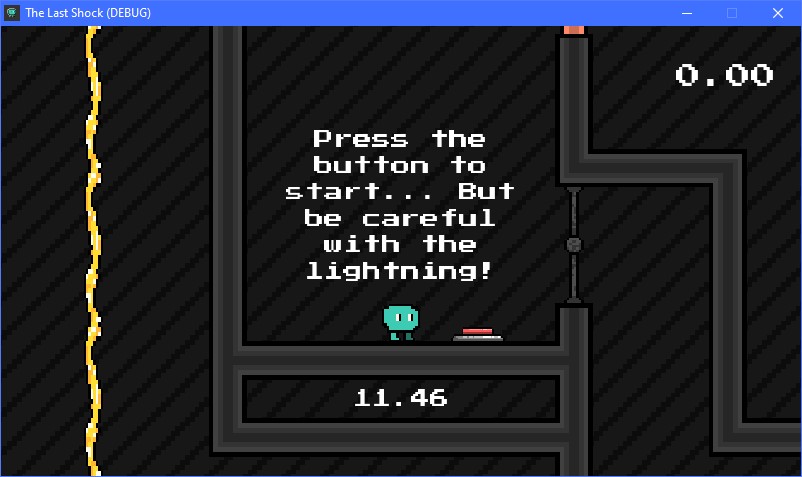 The Last Shock (DEBUG)
0.00
Press the
button to
start... But
be careful
with the
lightning!
11.46